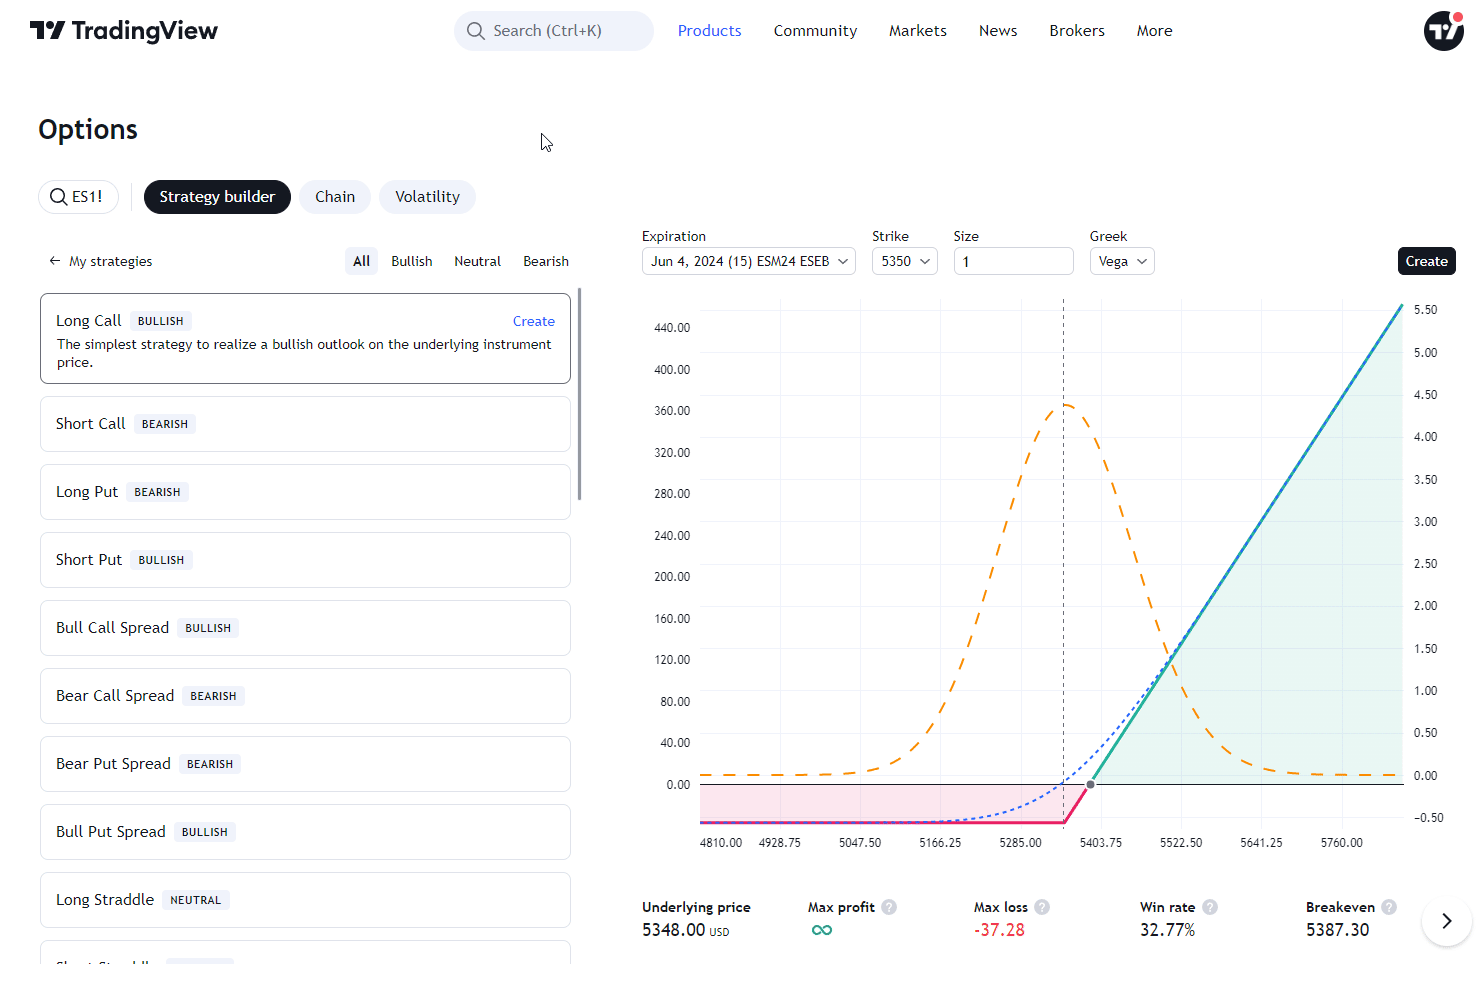 TradingView
Search (Ctrl+K)
Products
Community
Markets
News
Brokers
More
Options
ES1!
Strategy builder
Chain
Volatility
← My strategies
All
Bullish
Neutral
Bearish
Long Call BULLISH
Create
The simplest strategy to realize a bullish outlook on the underlying instrument
price.
Short Call BEARISH
Long Put BEARISH
Short Put BULLISH
Bull Call Spread BULLISH
Bear Call Spread BEARISH
Bear Put Spread BEARISH
Bull Put Spread BULLISH
Long Straddle NEUTRAL
Expiration
Jun 4, 2024 (15) ESM24 ESEB
Strike
5350
Size
1
Greek
Vega
Create
440.00
400.00
360.00
320.00
280.00
240.00
200.00
160.00
120.00
80.00
40.00
0.00
5.50
5.00
4.50
4.00
3.50
3.00
2.50
2.00
1.50
1.00
0.50
0.00
−0.50
4810.00
4928.75
5047.50
5166.25
5285.00
5403.75
5522.50
5641.25
5760.00
Underlying price
5348.00 USD
Max profit ?
∞
Max loss ?
-37.28
Win rate ?
32.77%
Breakeven ?
5387.30